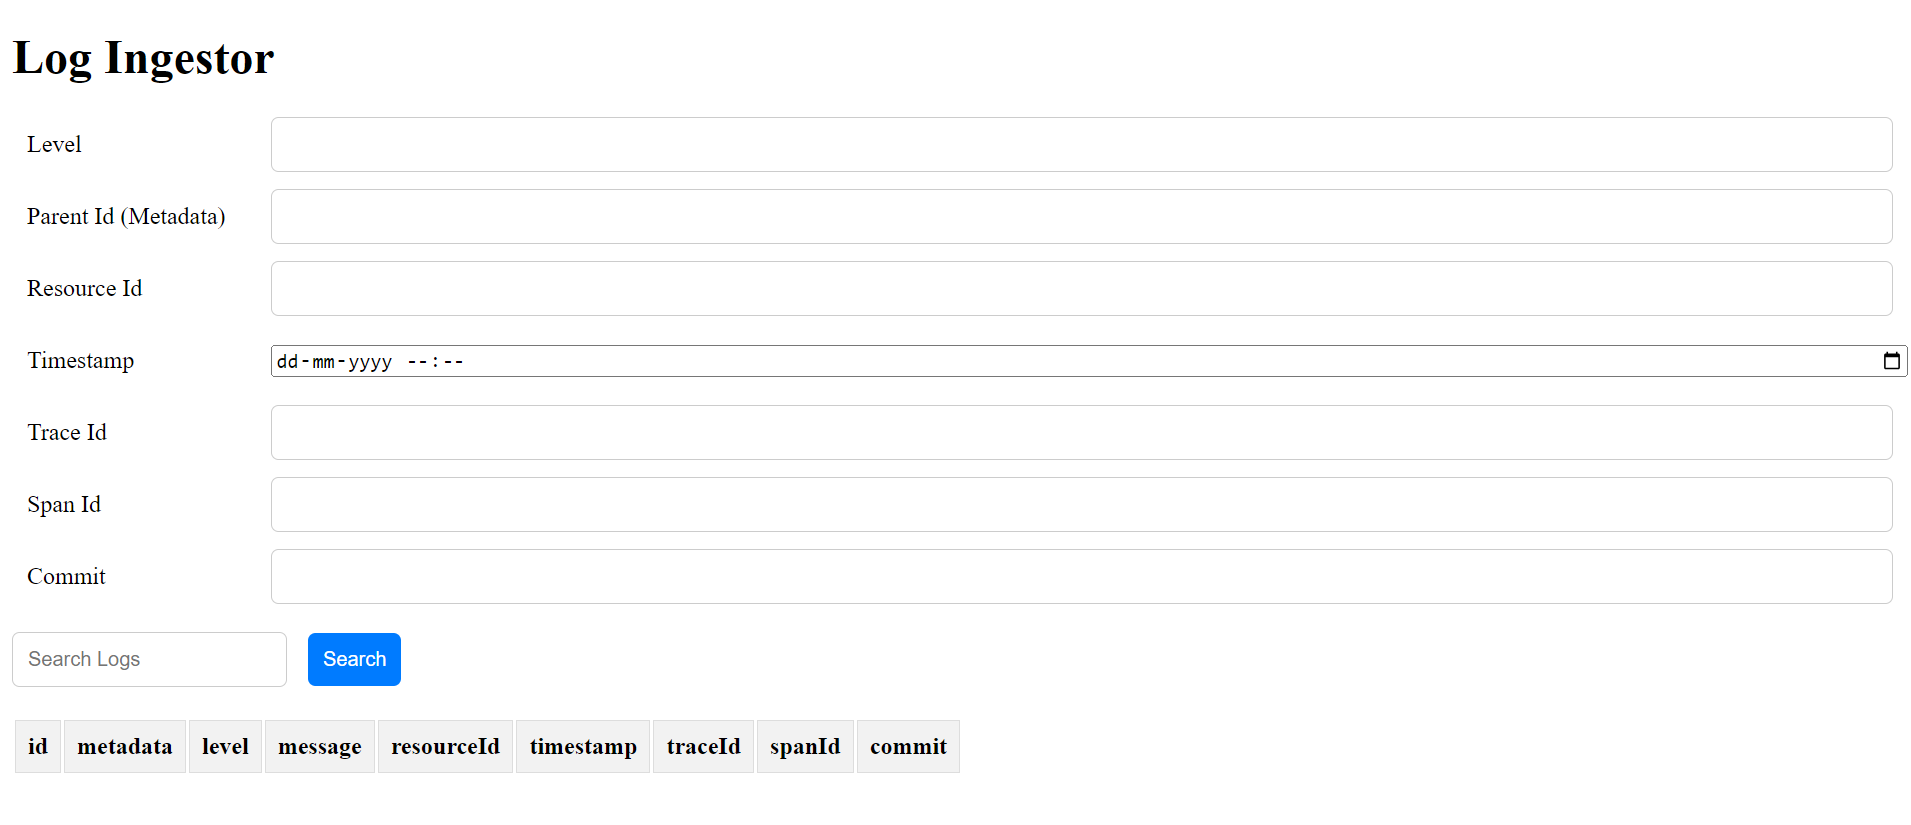 Log Ingestor
Level
Parent Id (Metadata)
Resource Id
Timestamp dd-mm-yyyy --:--
Trace Id
Span Id
Commit
Search Logs Search
id metadata level message resourceId timestamp traceId spanId commit